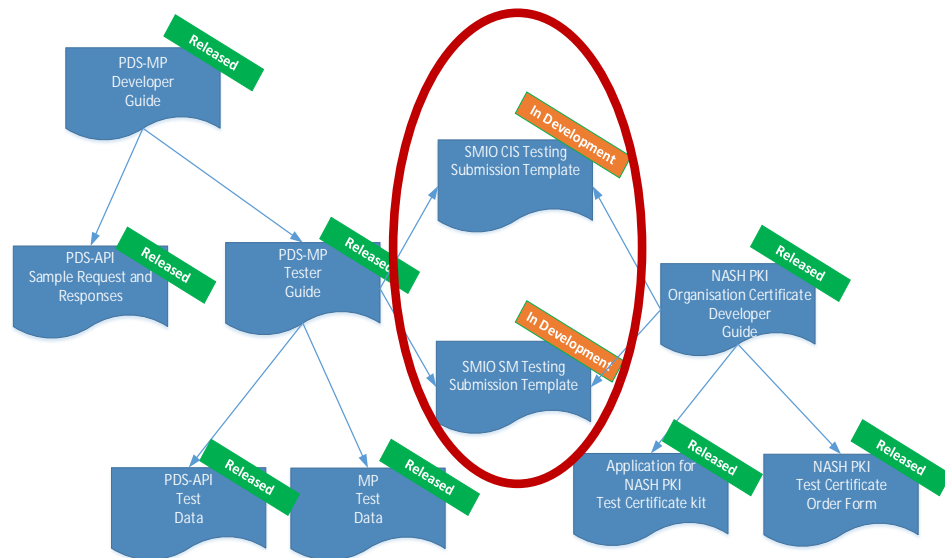 Released
PDS-MP
Developer
Guide
In Development
SMIO CIS Testing
Submission Template
Released
PDS-API
Sample Request and
Responses
Released
PDS-MP
Tester
Guide
Released
NASH PKI
Organisation Certificate
Developer
Guide
In Development
SMIO SM Testing
Submission Template
Released
PDS-API
Test
Data
Released
MP
Test
Data
Released
Application for
NASH PKI
Test Certificate kit
Released
NASH PKI
Test Certificate
Order Form